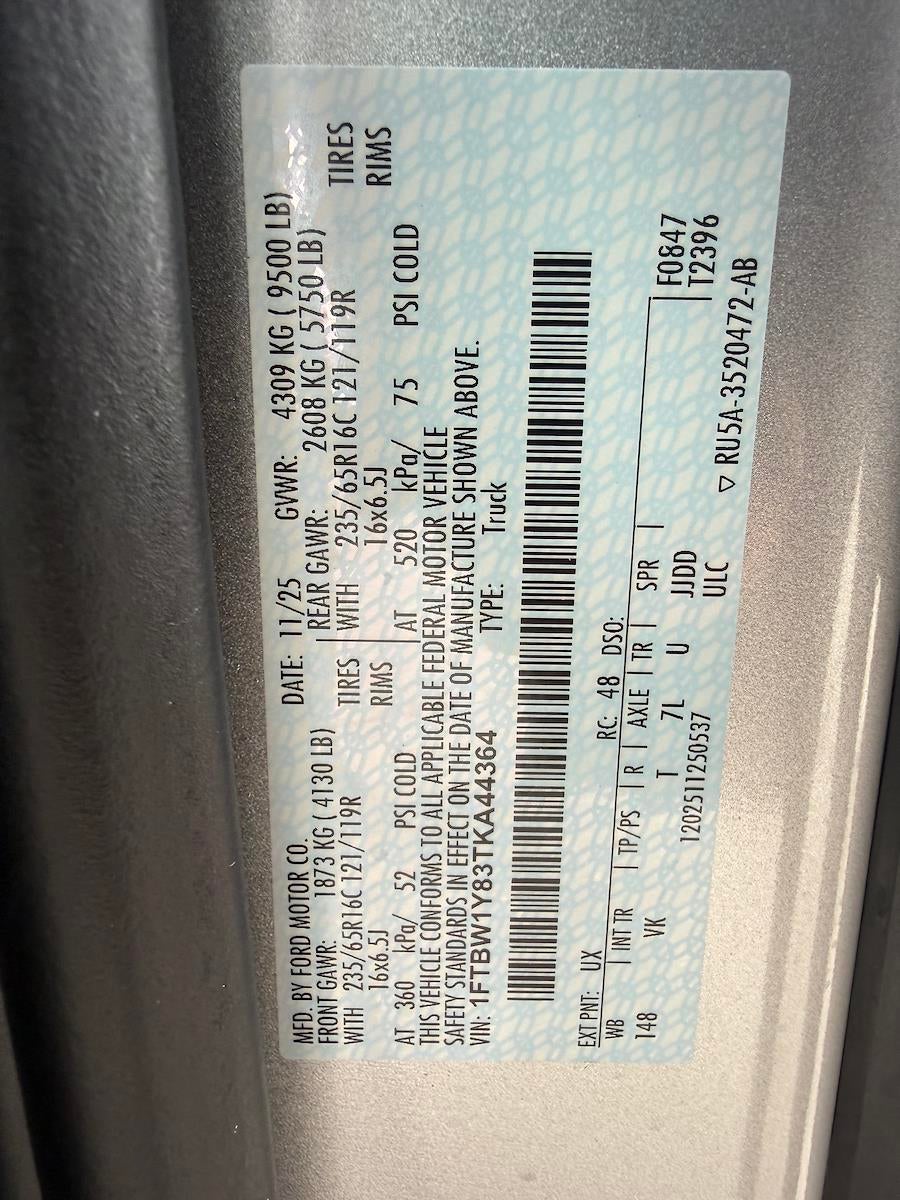 MFD. BY FORD MOTOR CO. DATE: 11/25 GVWR: 4309 KG ( 9500 LB)
FRONT GAWR: 1873 KG ( 4130 LB) REAR GAWR: 2608 KG ( 5750 LB)
WITH 235/65R16C 121/119R TIRES WITH 235/65R16C 121/119R TIRES
16x6.5J RIMS 16x6.5J RIMS
AT 360 kPa/ 52 PSI COLD AT 520 kPa/ 75 PSI COLD
THIS VEHICLE CONFORMS TO ALL APPLICABLE FEDERAL MOTOR VEHICLE
SAFETY STANDARDS IN EFFECT ON THE DATE OF MANUFACTURE SHOWN ABOVE.
VIN: 1FTBW1Y83TKA44364 TYPE: Truck
EXT PNT: UX RC: 48 DSO:
WB INT TR TP/PS R AXLE TR SPR F0847
148 VK T 7L U JJDD T2396
1202511250537 ULC
▽ RU5A-3520472-AB